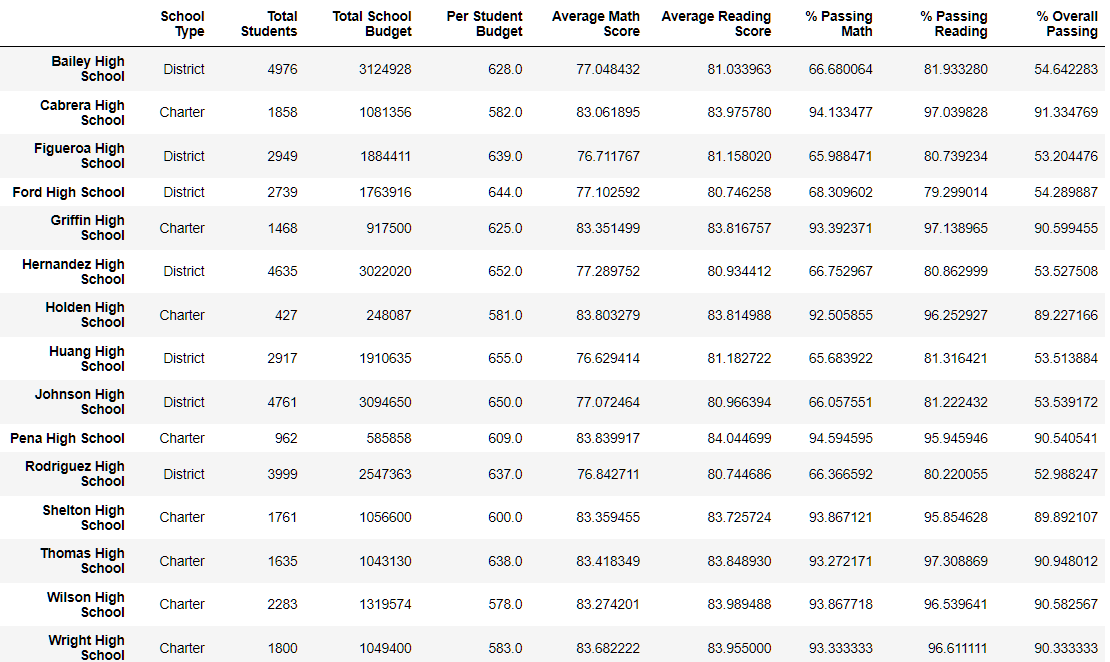 School Type Total Students Total School Budget Per Student Budget Average Math Score Average Reading Score % Passing Math % Passing Reading % Overall Passing
Bailey High School District 4976 3124928 628.0 77.048432 81.033963 66.680064 81.933280 54.642283
Cabrera High School Charter 1858 1081356 582.0 83.061895 83.975780 94.133477 97.039828 91.334769
Figueroa High School District 2949 1884411 639.0 76.711767 81.158020 65.988471 80.739234 53.204476
Ford High School District 2739 1763916 644.0 77.102592 80.746258 68.309602 79.299014 54.289887
Griffin High School Charter 1468 917500 625.0 83.351499 83.816757 93.392371 97.138965 90.599455
Hernandez High School District 4635 3022020 652.0 77.289752 80.934412 66.752967 80.862999 53.527508
Holden High School Charter 427 248087 581.0 83.803279 83.814988 92.505855 96.252927 89.227166
Huang High School District 2917 1910635 655.0 76.629414 81.182722 65.683922 81.316421 53.513884
Johnson High School District 4761 3094650 650.0 77.072464 80.966394 66.057551 81.222432 53.539172
Pena High School Charter 962 585858 609.0 83.839917 84.044699 94.594595 95.945946 90.540541
Rodriguez High School District 3999 2547363 637.0 76.842711 80.744686 66.366592 80.220055 52.988247
Shelton High School Charter 1761 1056600 600.0 83.359455 83.725724 93.867121 95.854628 89.892107
Thomas High School Charter 1635 1043130 638.0 83.418349 83.848930 93.272171 97.308869 90.948012
Wilson High School Charter 2283 1319574 578.0 83.274201 83.989488 93.867718 96.539641 90.582567
Wright High School Charter 1800 1049400 583.0 83.682222 83.955000 93.333333 96.611111 90.333333